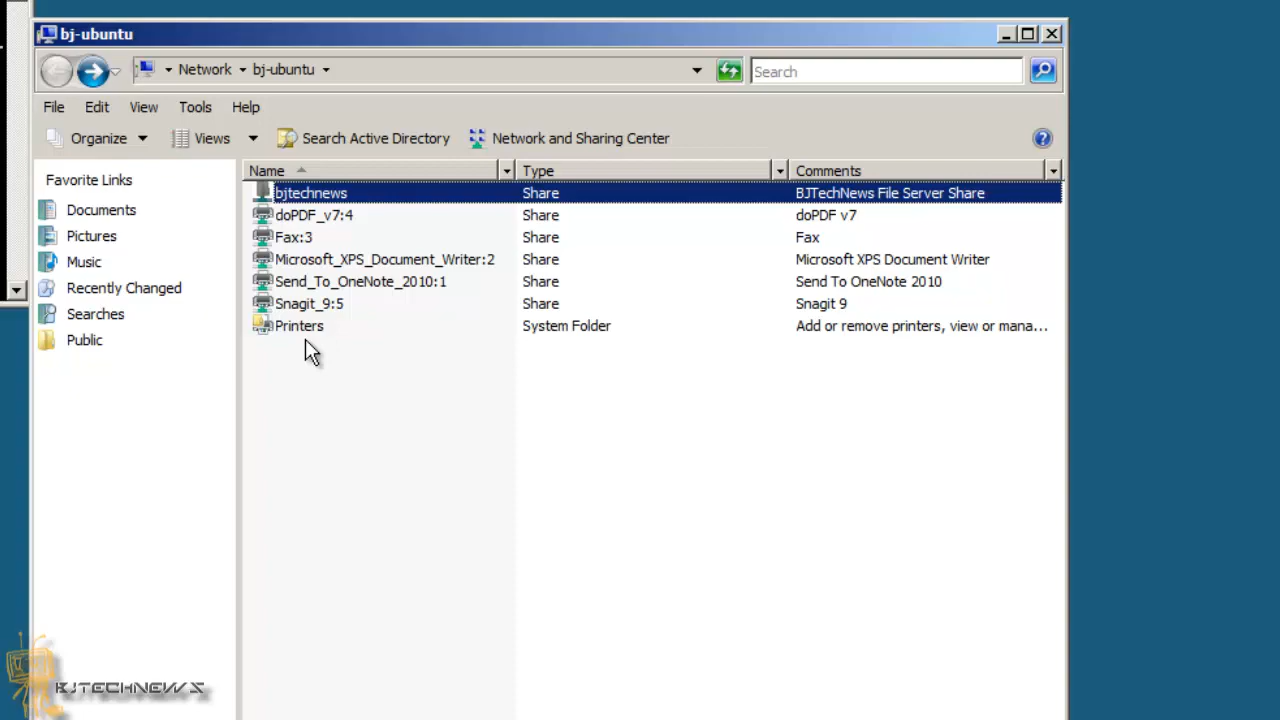 bj-ubuntu
Network bj-ubuntu
Search
File Edit View Tools Help
Organize Views Search Active Directory Network and Sharing Center
Favorite Links
Documents
Pictures
Music
Recently Changed
Searches
Public
Name Type Comments
bjtechnews Share BJTechNews File Server Share
doPDF_v7:4 Share doPDF v7
Fax:3 Share Fax
Microsoft_XPS_Document_Writer:2 Share Microsoft XPS Document Writer
Send_To_OneNote_2010:1 Share Send To OneNote 2010
Snagit_9:5 Share Snagit 9
Printers System Folder Add or remove printers, view or mana...
BJTECHNEWS